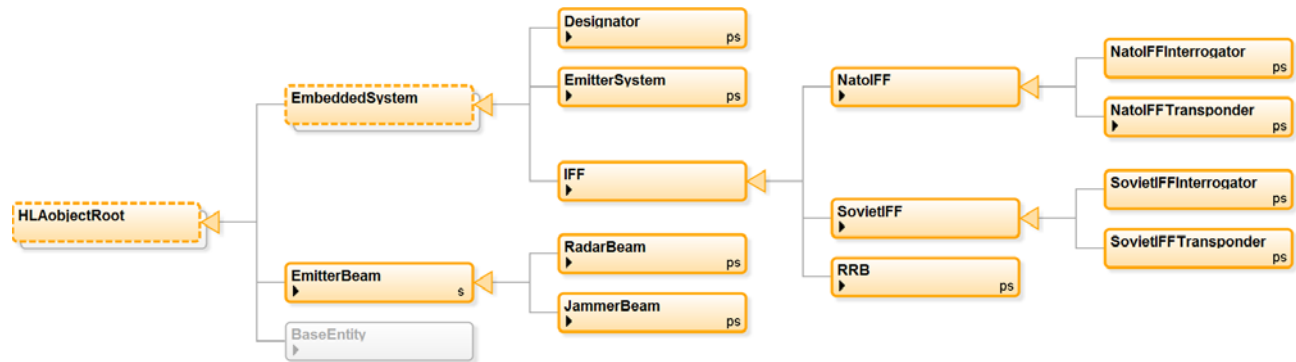 HLAobjectRoot
EmbeddedSystem
EmitterBeam
s
BaseEntity
Designator
ps
EmitterSystem
ps
IFF
RadarBeam
ps
JammerBeam
ps
NatoIFF
SovietIFF
RRB
ps
NatoIFFInterrogator
ps
NatoIFFTransponder
ps
SovietIFFInterrogator
ps
SovietIFFTransponder
ps